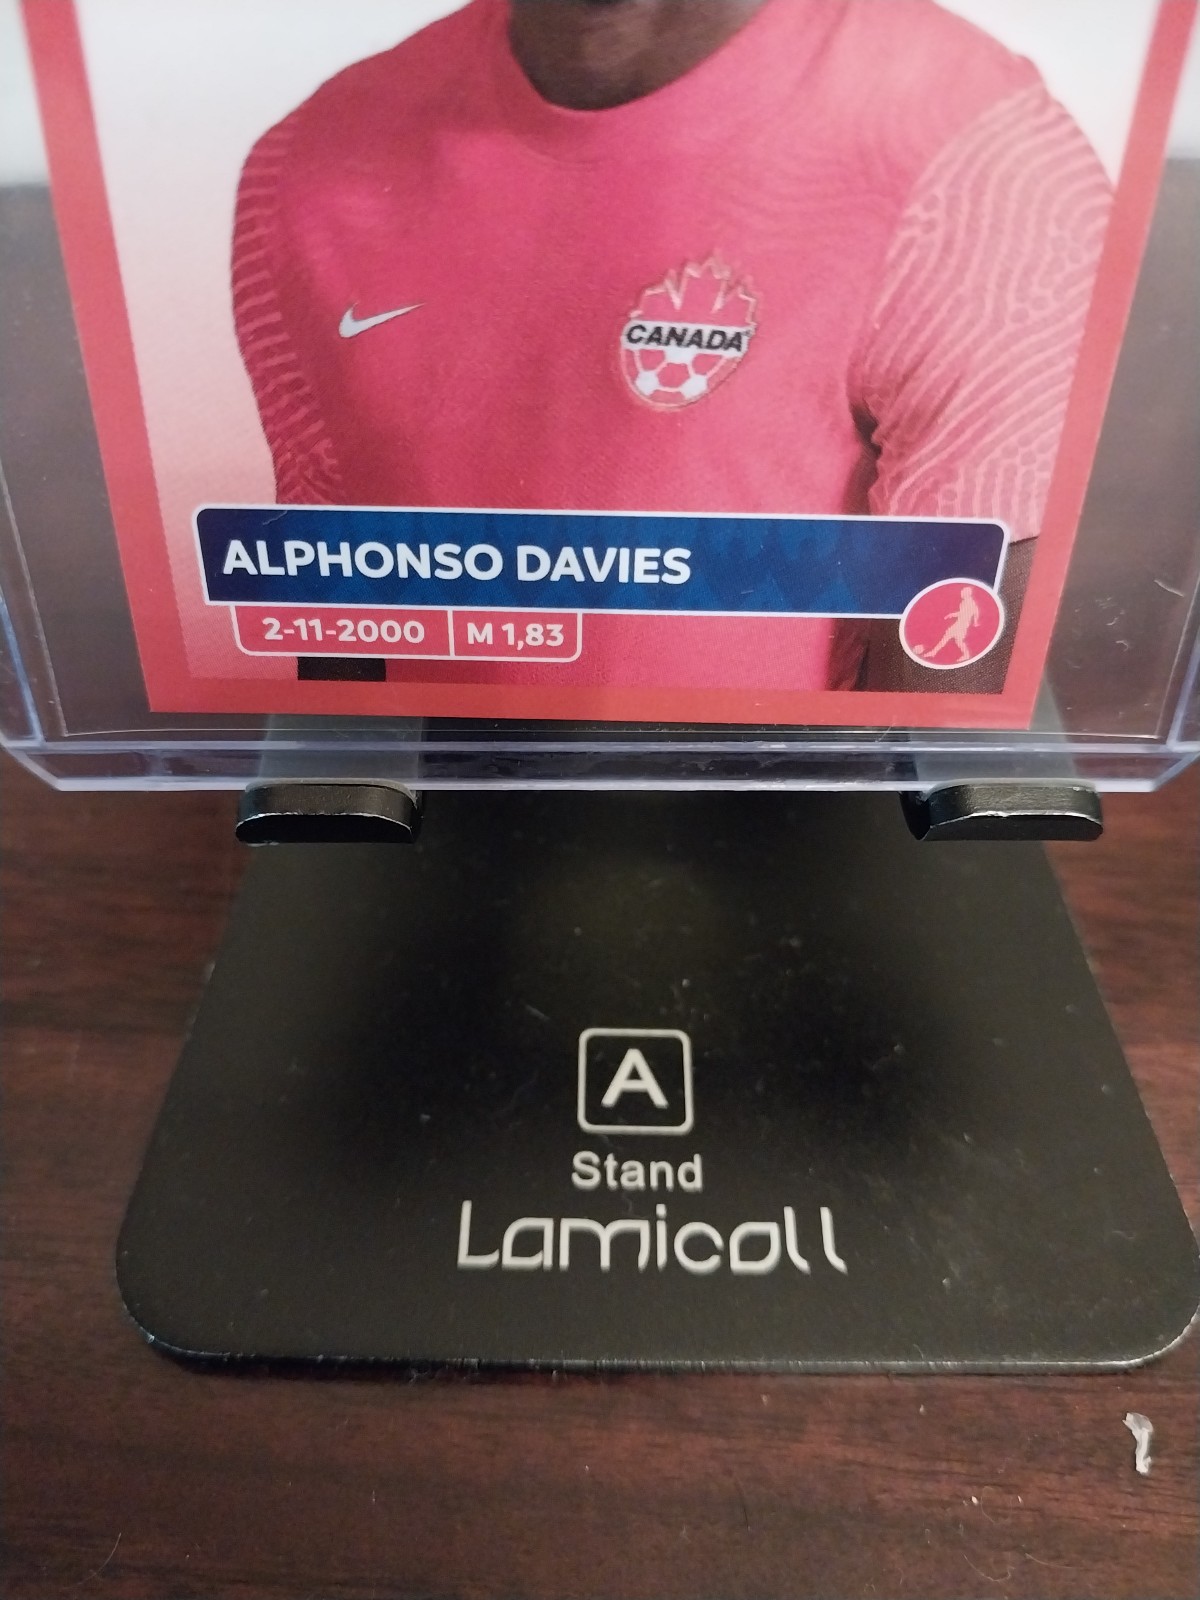 CANADA
ALPHONSO DAVIES
2-11-2000 M 1,83
A
Stand
Lamicall